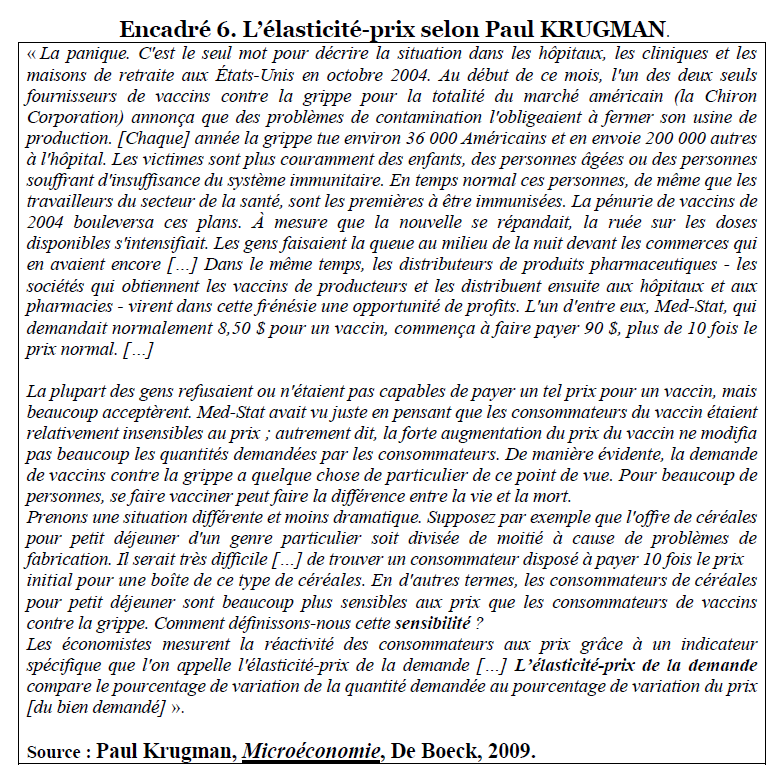 Encadré 6. L’élasticité-prix selon Paul KRUGMAN.
« La panique. C'est le seul mot pour décrire la situation dans les hôpitaux, les cliniques et les
maisons de retraite aux États-Unis en octobre 2004. Au début de ce mois, l'un des deux seuls
fournisseurs de vaccins contre la grippe pour la totalité du marché américain (la Chiron
Corporation) annonça que des problèmes de contamination l'obligeaient à fermer son usine de
production. [Chaque] année la grippe tue environ 36 000 Américains et en envoie 200 000 autres
à l'hôpital. Les victimes sont plus couramment des enfants, des personnes âgées ou des personnes
souffrant d'insuffisance du système immunitaire. En temps normal ces personnes, de même que les
travailleurs du secteur de la santé, sont les premières à être immunisées. La pénurie de vaccins de
2004 bouleversa ces plans. À mesure que la nouvelle se répandait, la ruée sur les doses
disponibles s'intensifiait. Les gens faisaient la queue au milieu de la nuit devant les commerces qui
en avaient encore […] Dans le même temps, les distributeurs de produits pharmaceutiques - les
sociétés qui obtiennent les vaccins de producteurs et les distribuent ensuite aux hôpitaux et aux
pharmacies - virent dans cette frénésie une opportunité de profits. L'un d'entre eux, Med-Stat, qui
demandait normalement 8,50 $ pour un vaccin, commença à faire payer 90 $, plus de 10 fois le
prix normal. […]
La plupart des gens refusaient ou n'étaient pas capables de payer un tel prix pour un vaccin, mais
beaucoup acceptèrent. Med-Stat avait vu juste en pensant que les consommateurs du vaccin étaient
relativement insensibles au prix ; autrement dit, la forte augmentation du prix du vaccin ne modifia
pas beaucoup les quantités demandées par les consommateurs. De manière évidente, la demande
de vaccins contre la grippe a quelque chose de particulier de ce point de vue. Pour beaucoup de
personnes, se faire vacciner peut faire la différence entre la vie et la mort.
Prenons une situation différente et moins dramatique. Supposez par exemple que l'offre de céréales
pour petit déjeuner d'un genre particulier soit divisée de moitié à cause de problèmes de
fabrication. Il serait très difficile […] de trouver un consommateur disposé à payer 10 fois le prix
initial pour une boîte de ce type de céréales. En d'autres termes, les consommateurs de céréales
pour petit déjeuner sont beaucoup plus sensibles aux prix que les consommateurs de vaccins
contre la grippe. Comment définissons-nous cette sensibilité ?
Les économistes mesurent la réactivité des consommateurs aux prix grâce à un indicateur
spécifique que l'on appelle l'élasticité-prix de la demande […] L’élasticité-prix de la demande
compare le pourcentage de variation de la quantité demandée au pourcentage de variation du prix
[du bien demandé] ».
Source : Paul Krugman, Microéconomie, De Boeck, 2009.